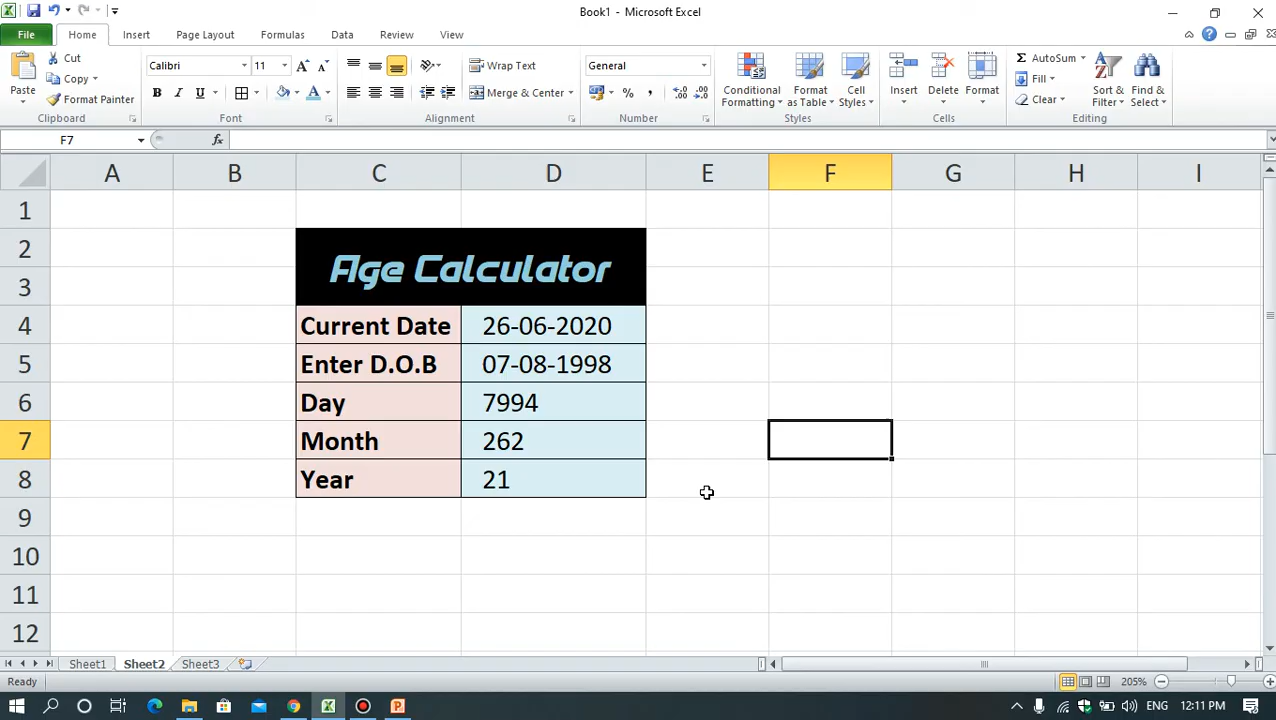 Book1 - Microsoft Excel
File Home Insert Page Layout Formulas Data Review View
Cut
Copy
Format Painter
Paste
Clipboard
Calibri 11
B I U
Font
Wrap Text
Merge & Center
Alignment
General
%
Number
Conditional Formatting
Format as Table
Cell Styles
Styles
Insert Delete Format
Cells
AutoSum
Fill
Clear
Sort & Filter
Find & Select
Editing
F7 fx
A B C D E F G H I
1
2 Age Calculator
3
4 Current Date 26-06-2020
5 Enter D.O.B 07-08-1998
6 Day 7994
7 Month 262
8 Year 21
9
10
11
12
Sheet1 Sheet2 Sheet3
Ready 205%
ENG 12:11 PM